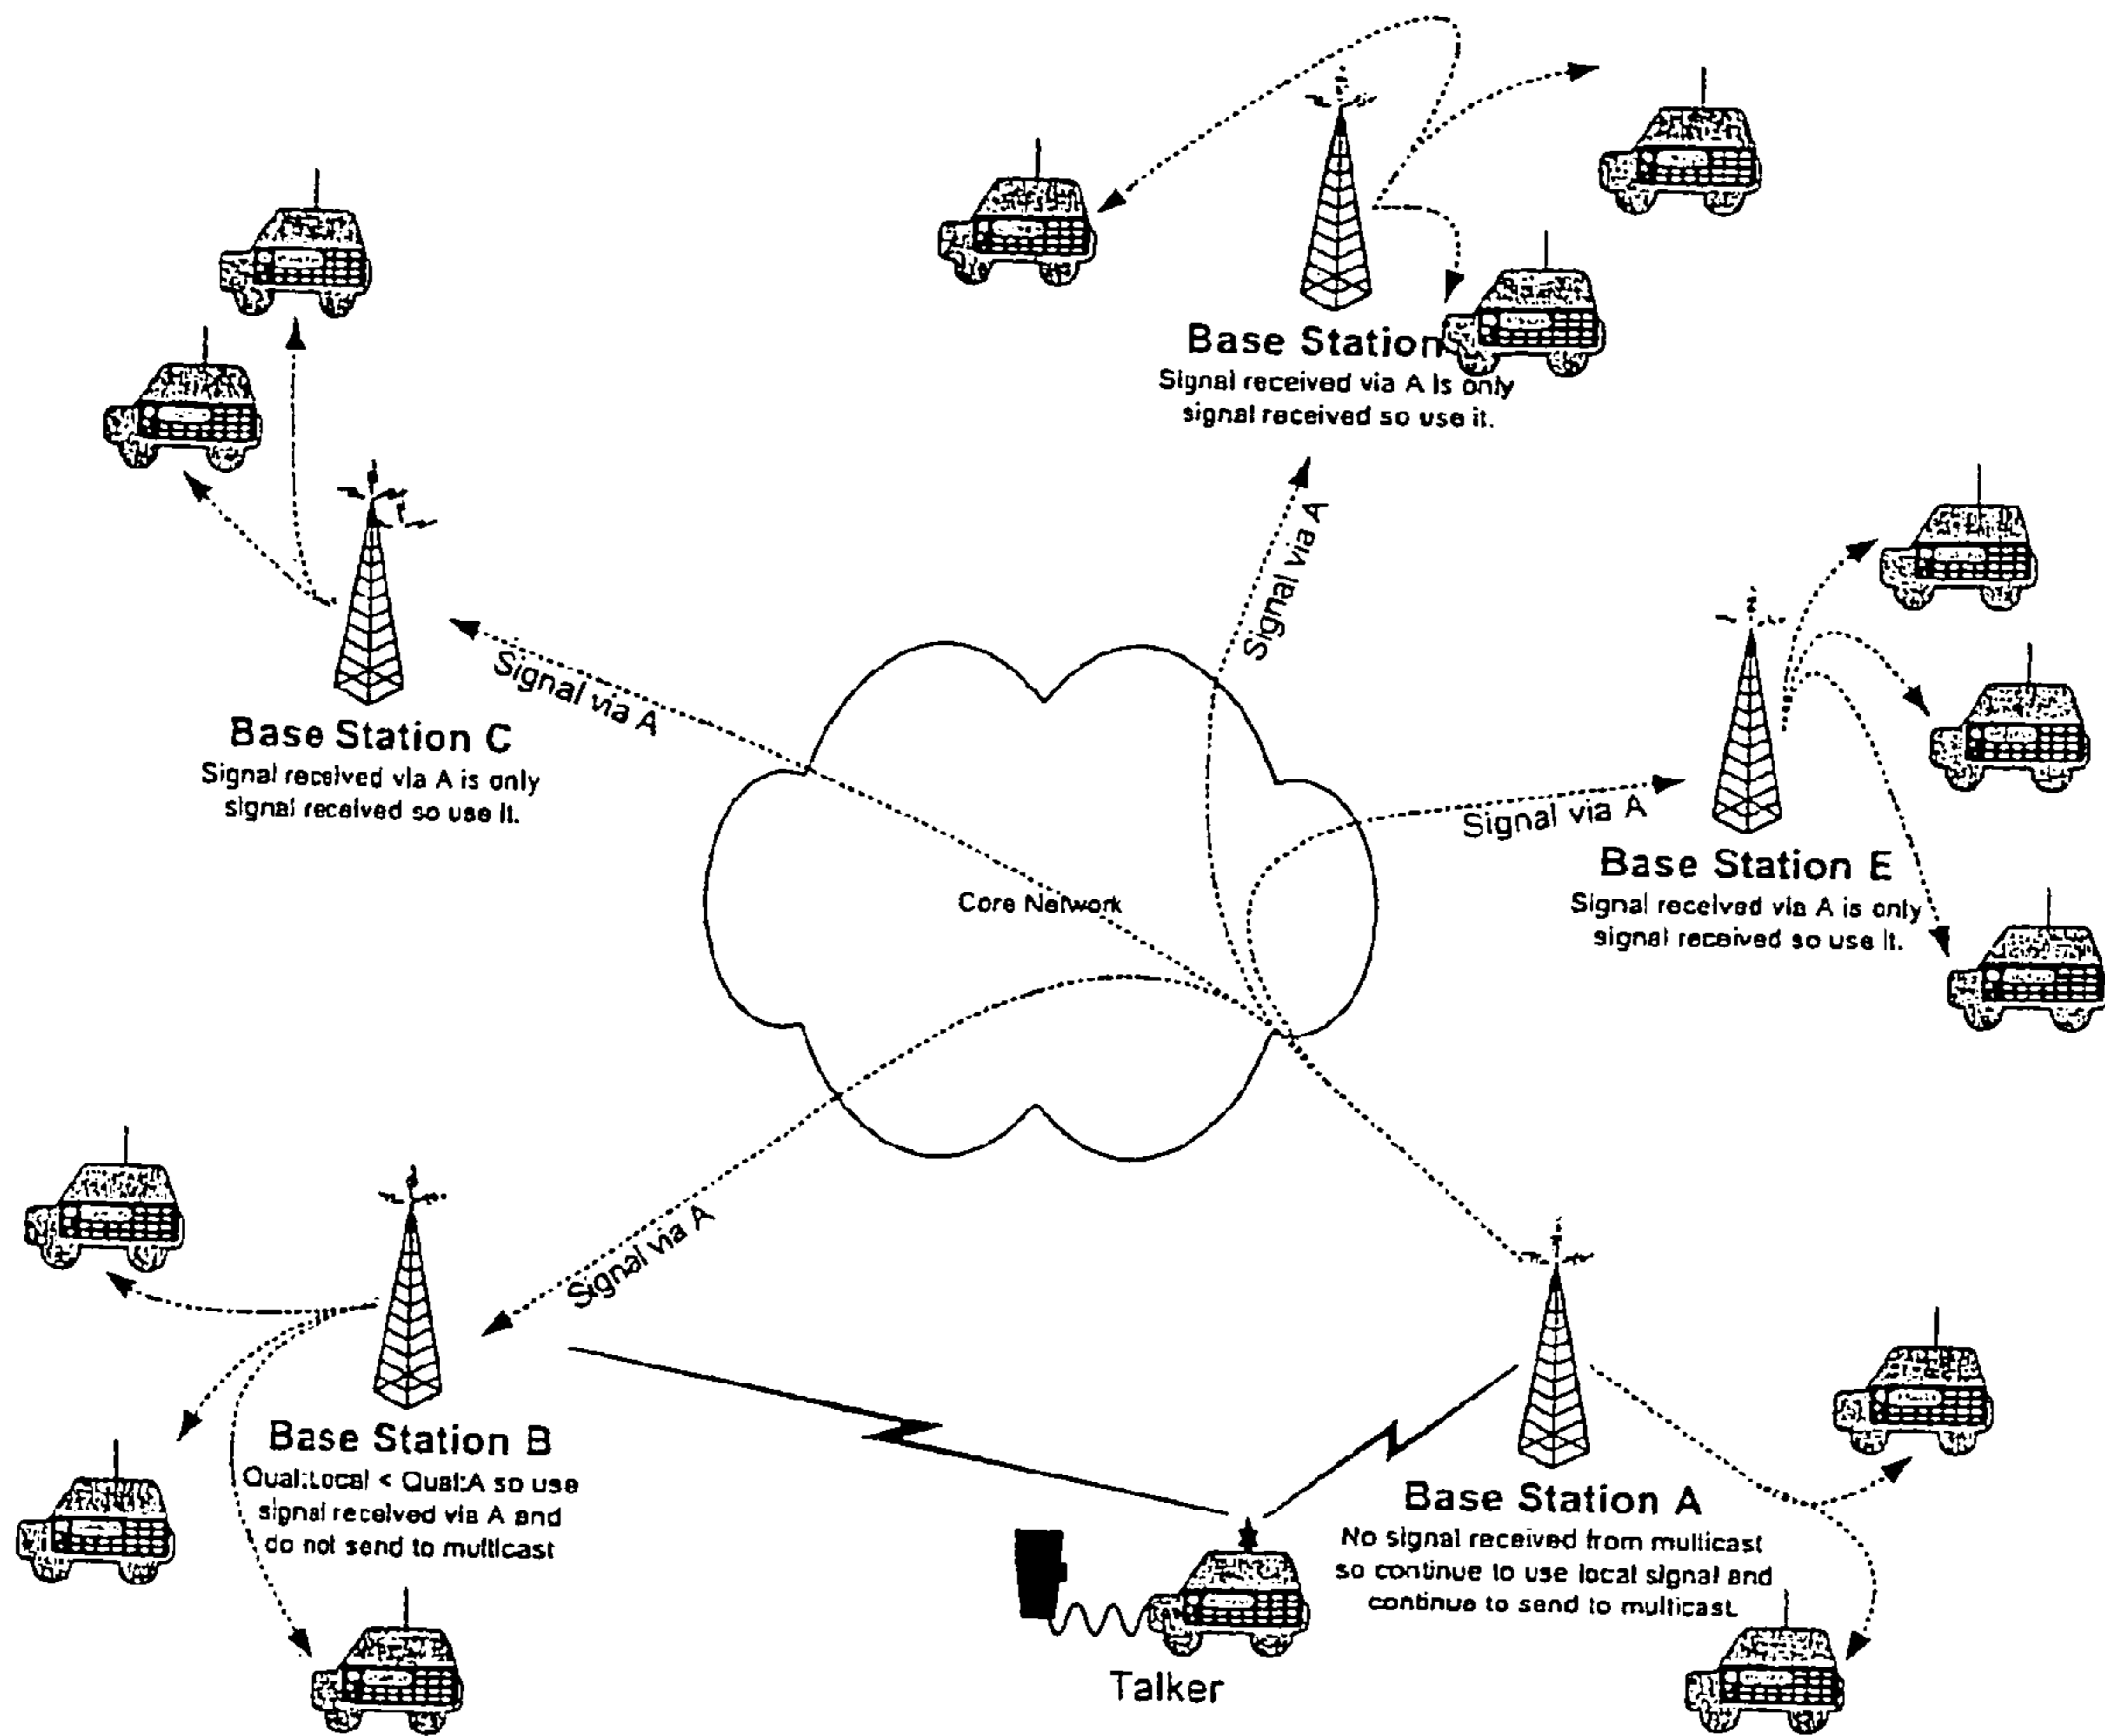 Base Station
Signal received via A is only
signal received so use it.
Signal via A
Signal via A
Base Station C
Signal received via A is only
signal received so use it.
Signal via A
Base Station E
Signal received via A is only
signal received so use it.
Core Network
Signal via A
Base Station B
Qual:Local < Qual:A so use
signal received via A and
do not send to multicast
Base Station A
No signal received from multicast
so continue to use local signal and
continue to send to multicast.
Talker